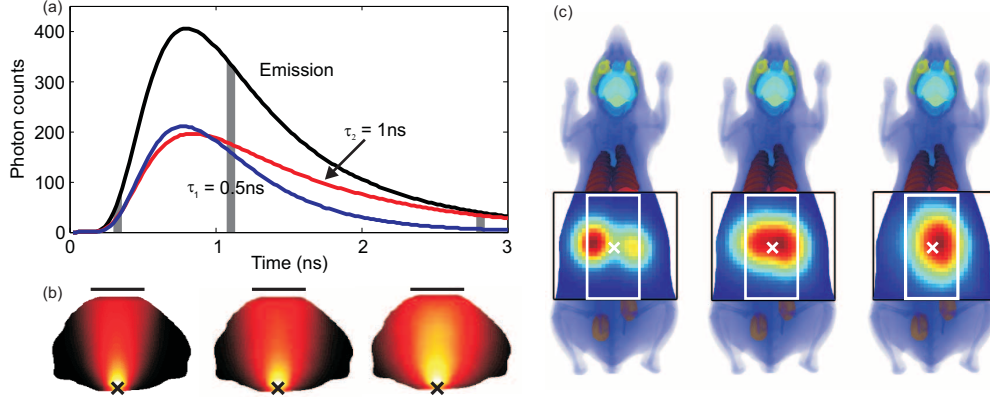 (a)
400
300
200
100
0
Photon counts
Emission
τ₂ = 1ns
τ₁ = 0.5ns
0
1
2
3
Time (ns)
(b)
(c)